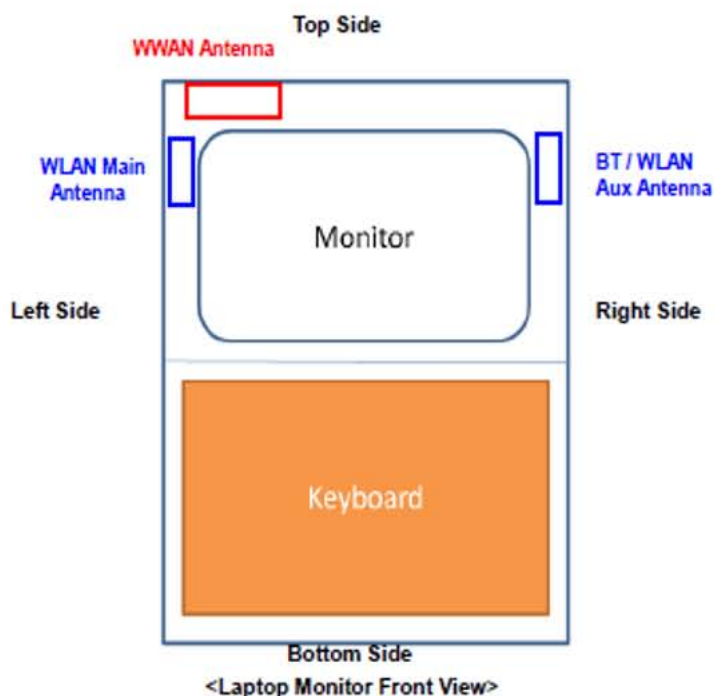 Top Side
WWAN Antenna
WLAN Main
Antenna
BT / WLAN
Aux Antenna
Monitor
Left Side
Right Side
Keyboard
Bottom Side
<Laptop Monitor Front View>